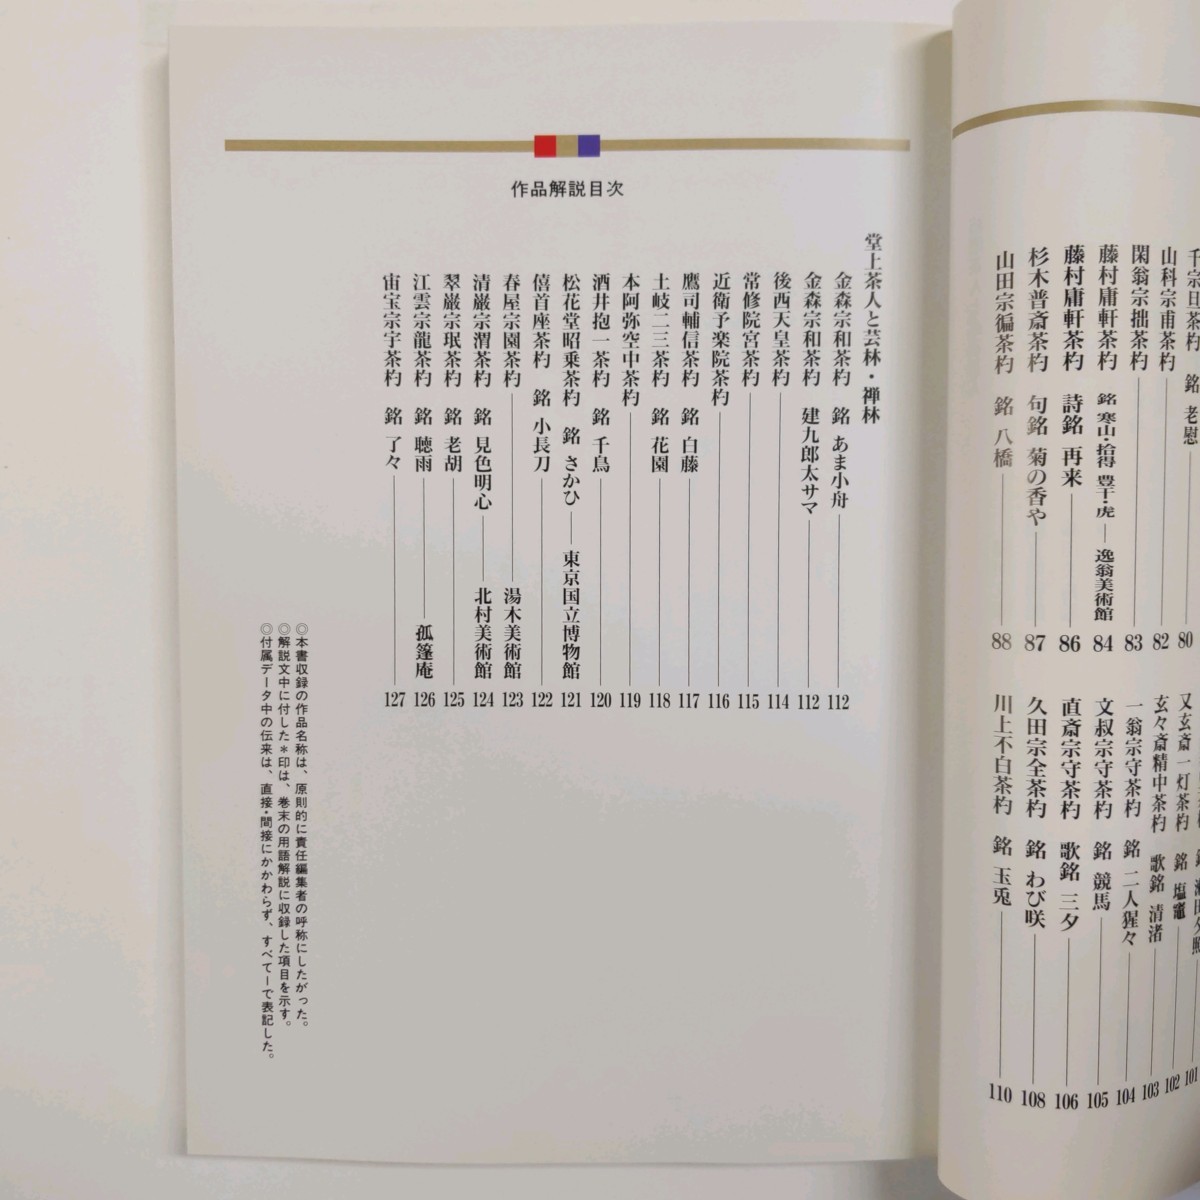 千宗旦茶杓 銘 老慰 80
山科宗甫茶杓 82
閑翁宗拙茶杓 83
藤村庸軒茶杓 銘 寒山・拾得 豊干・虎 逸翁美術館 84
藤村庸軒茶杓 詩銘 再来 86
杉木普斎茶杓 句銘 菊の香や 87
山田宗徧茶杓 銘 八橋 88
101
又玄斎一灯茶杓 銘 塩竈 102
玄々斎精中茶杓 歌銘 清渚 103
一翁宗守茶杓 銘 二人猩々 104
文叔宗守茶杓 銘 競馬 105
直斎宗守茶杓 歌銘 三夕 106
久田宗全茶杓 銘 わび咲 108
川上不白茶杓 銘 玉兎 110
作品解説目次
堂上茶人と芸林・禅林
金森宗和茶杓 銘 あま小舟 112
金森宗和茶杓 建九郎太サマ 112
後西天皇茶杓 114
常修院宮茶杓 115
近衛予楽院茶杓 116
鷹司輔信茶杓 銘 白藤 117
土岐二三茶杓 銘 花園 118
本阿弥空中茶杓 119
酒井抱一茶杓 銘 千鳥 120
松花堂昭乗茶杓 銘 さかひ 東京国立博物館 121
僖首座茶杓 銘 小長刀 122
春屋宗園茶杓 湯木美術館 123
清巌宗渭茶杓 銘 見色明心 北村美術館 124
翠巌宗珉茶杓 銘 老胡 125
江雲宗龍茶杓 銘 聴雨 孤篷庵 126
宙宝宗宇茶杓 銘 了々 127
◎本書収録の作品名称は、原則的に責任編集者の呼称にしたがった。
◎解説文中に付した＊印は、巻末の用語解説に収録した項目を示す。
◎付属データ中の伝来は、直接・間接にかかわらず、すべてーで表記した。